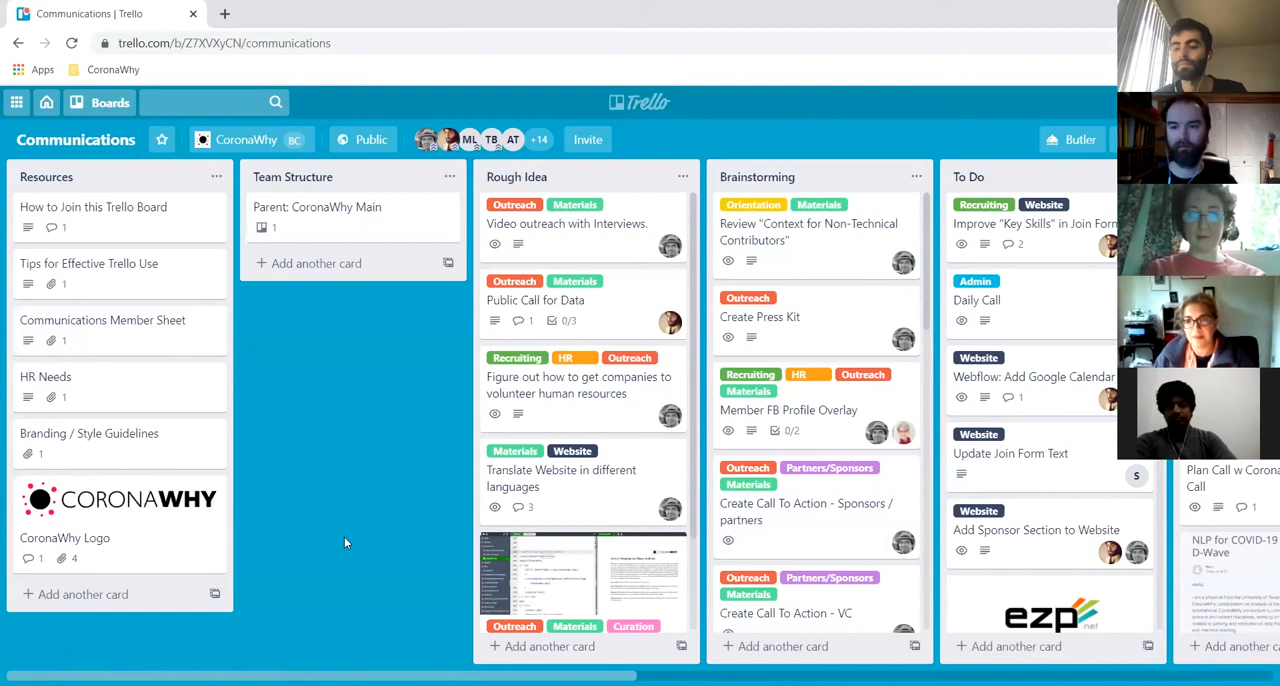 Communications | Trello
trello.com/b/Z7XVXyCN/communications
Apps
CoronaWhy
Boards
Trello
Communications
CoronaWhy BC
Public
ML TB AT +14
Invite
Butler
Resources
How to Join this Trello Board
1
Tips for Effective Trello Use
1
Communications Member Sheet
1
HR Needs
1
Branding / Style Guidelines
1
CORONAWHY
CoronaWhy Logo
1 4
+ Add another card
Team Structure
Parent: CoronaWhy Main
1
+ Add another card
Rough Idea
Outreach Materials
Video outreach with Interviews.
Outreach Materials
Public Call for Data
1 0/3
Recruiting HR Outreach
Figure out how to get companies to
volunteer human resources
Materials Website
Translate Website in different
languages
3
Outreach Materials Curation
+ Add another card
Brainstorming
Orientation Materials
Review "Context for Non-Technical
Contributors"
Outreach
Create Press Kit
Recruiting HR Outreach
Materials
Member FB Profile Overlay
0/2
Outreach Partners/Sponsors
Materials
Create Call To Action - Sponsors /
partners
Outreach Partners/Sponsors
Materials
Create Call To Action - VC
+ Add another card
To Do
Recruiting Website
Improve "Key Skills" in Join Form
2
Admin
Daily Call
Website
Webflow: Add Google Calendar
1
Website
Update Join Form Text
S
Website
Add Sponsor Section to Website
ezp
nel
+ Add another card
Plan Call w Corona
Call
1
NLP for COVID-19
D-Wave
+ Add another